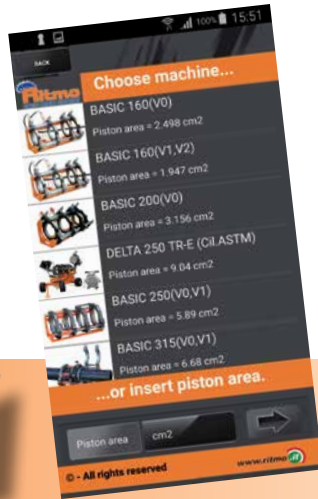 100% 15:51
BACK
Ritmo
Choose machine...
BASIC 160(V0)
Piston area = 2.498 cm2
BASIC 160(V1,V2)
Piston area = 1.947 cm2
BASIC 200(V0)
Piston area = 3.156 cm2
DELTA 250 TR-E (Cil.ASTM)
Piston area = 9.04 cm2
BASIC 250(V0,V1)
Piston area = 5.89 cm2
BASIC 315(V0,V1)
Piston area = 6.68 cm2
...or insert piston area.
Piston area cm2
© - All rights reserved www.ritmo.it